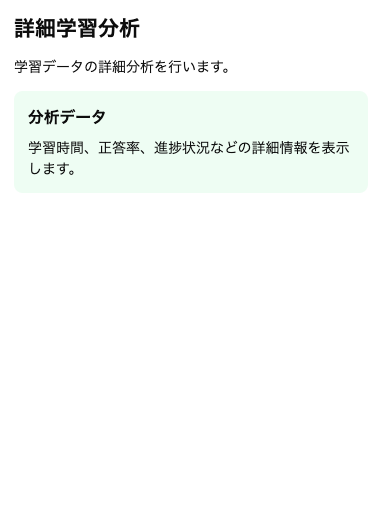 詳細学習分析
学習データの詳細分析を行います。
分析データ
学習時間、正答率、進捗状況などの詳細情報を表示
します。